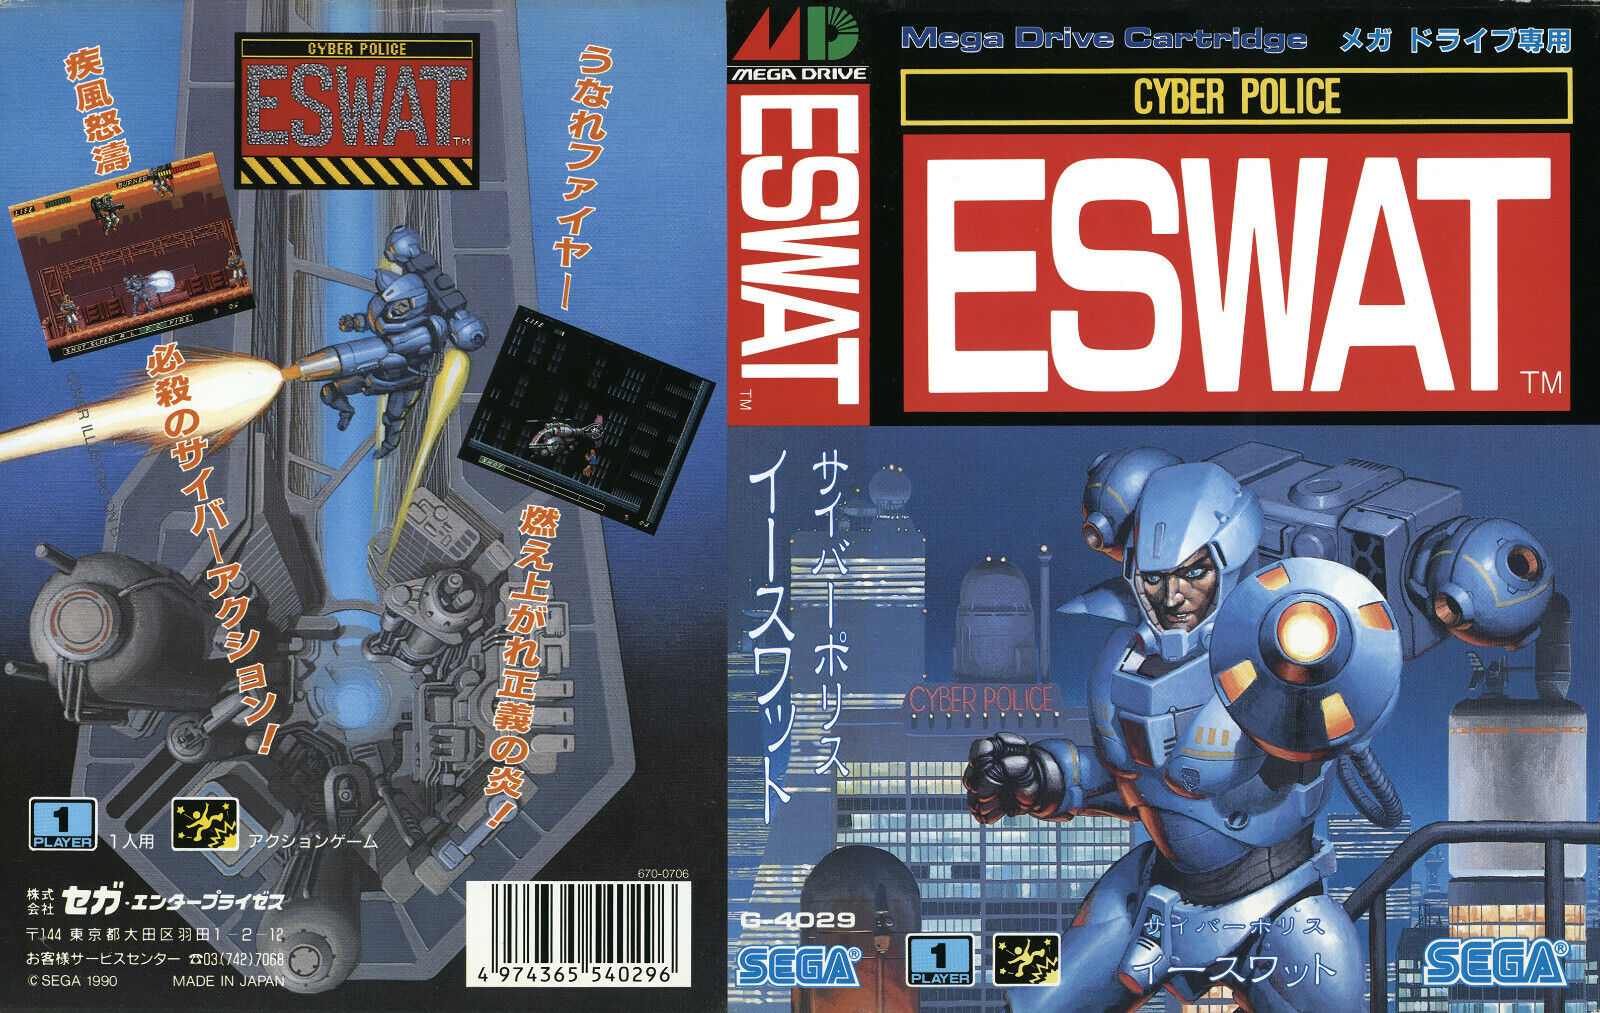 疾風怒濤
CYBER POLICE
ESWAT TM
うなれファイヤー
LIFE
BURNER
SHOT SUPER
FIRE
必殺のサイバーアクション!
LIFE
SHOT
燃え上がれ正義の炎!
1
PLAYER
1人用
アクションゲーム
株式会社 セガ・エンタープライゼス
〒144 東京都大田区羽田1-2-12
お客様サービスセンター ☎03(742)7068
©SEGA 1990 MADE IN JAPAN
670-0706
4 974365 540296
MD
MEGA DRIVE
ESWAT TM
サイバーポリス
イースワット
G-4029
SEGA®
Mega Drive Cartridge メガドライブ専用
CYBER POLICE
ESWAT TM
CYBER POLICE
サイバーポリス
イースワット
1
PLAYER
SEGA®